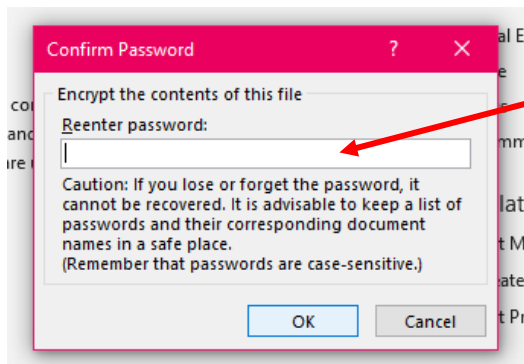 Confirm Password
Encrypt the contents of this file
Reenter password:
Caution: If you lose or forget the password, it
cannot be recovered. It is advisable to keep a list of
passwords and their corresponding document
names in a safe place.
(Remember that passwords are case-sensitive.)
OK
Cancel